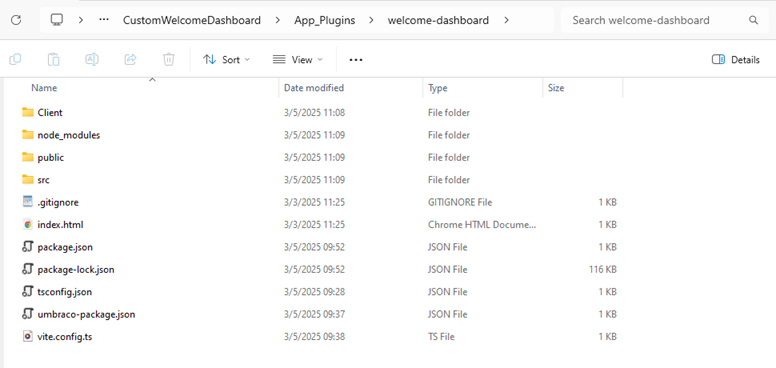 CustomWelcomeDashboard > App_Plugins > welcome-dashboard > Search welcome-dashboard
Sort View Details
Name Date modified Type Size
Client 3/5/2025 11:08 File folder
node_modules 3/5/2025 11:09 File folder
public 3/5/2025 11:09 File folder
src 3/5/2025 11:09 File folder
.gitignore 3/3/2025 11:25 GITIGNORE File 1 KB
index.html 3/3/2025 11:25 Chrome HTML Docume... 1 KB
package.json 3/5/2025 09:52 JSON File 1 KB
package-lock.json 3/5/2025 09:52 JSON File 116 KB
tsconfig.json 3/5/2025 09:28 JSON File 1 KB
umbraco-package.json 3/5/2025 09:37 JSON File 1 KB
vite.config.ts 3/5/2025 09:38 TS File 1 KB